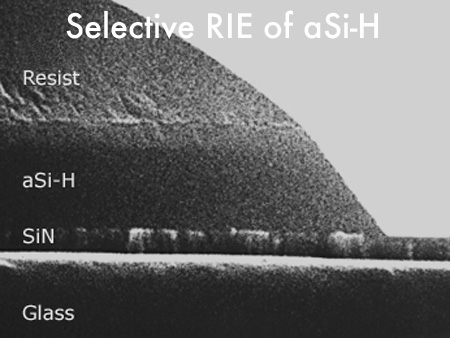 Selective RIE of aSi-H
Resist
aSi-H
SiN
Glass